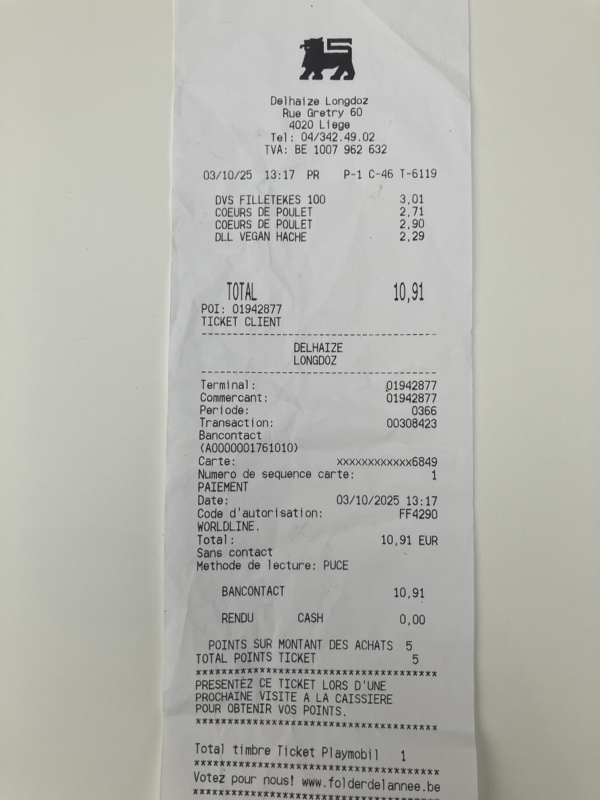 Delhaize Longdoz
Rue Gretry 60
4020 Liege
Tel: 04/342.49.02
TVA: BE 1007 962 632
03/10/25 13:17 PR P-1 C-46 T-6119
DVS FILLETEKES 100 3,01
COEURS DE POULET 2,71
COEURS DE POULET 2,90
DLL VEGAN HACHE 2,29
TOTAL 10,91
POI: 01942877
TICKET CLIENT
----------------------------------------
DELHAIZE
LONGDOZ
----------------------------------------
Terminal: 01942877
Commercant: 01942877
Periode: 0366
Transaction: 00308423
Bancontact
(A0000001761010)
Carte: xxxxxxxxxxxx6849
Numero de sequence carte: 1
PAIEMENT
Date: 03/10/2025 13:17
Code d'autorisation: FF4290
WORLDLINE.
Total: 10,91 EUR
Sans contact
Methode de lecture: PUCE
BANCONTACT 10,91
RENDU CASH 0,00
POINTS SUR MONTANT DES ACHATS 5
TOTAL POINTS TICKET 5
****************************************
PRESENTEZ CE TICKET LORS D'UNE
PROCHAINE VISITE A LA CAISSIERE
POUR OBTENIR VOS POINTS.
****************************************
Total timbre Ticket Playmobil 1
****************************************
Votez pour nous! www.folderdelannee.be
****************************************